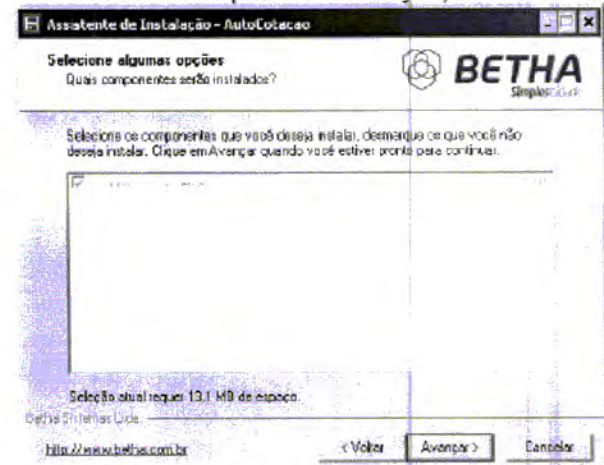 Assistente de Instalação - AutoCotacao
Selecione algumas opções
Quais componentes serão instalados?
BETHA
Simples
Selecione os componentes que você deseja instalar, desmarque os que você não
deseja instalar. Clique em Avançar quando você estiver pronto para continuar.
Seleção atual requer 13,1 MB de espaço.
Betha Sistemas Ltda.
http://www.betha.com.br
< Voltar
Avançar >
Cancelar